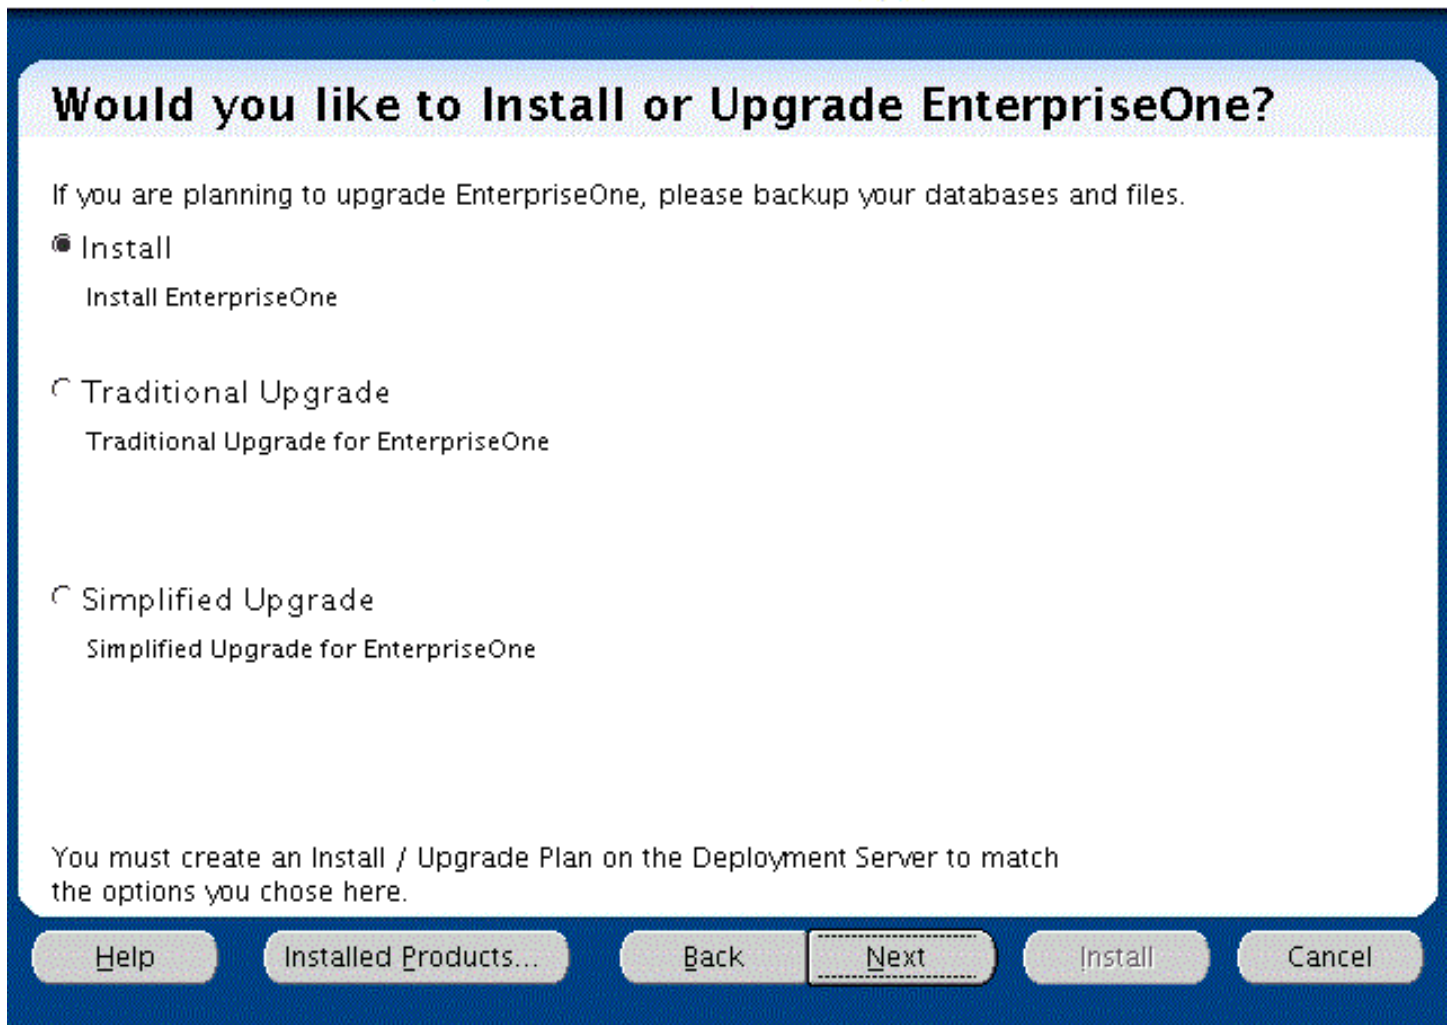 Would you like to Install or Upgrade EnterpriseOne?
If you are planning to upgrade EnterpriseOne, please backup your databases and files.
Install
Install EnterpriseOne
Traditional Upgrade
Traditional Upgrade for EnterpriseOne
Simplified Upgrade
Simplified Upgrade for EnterpriseOne
You must create an Install / Upgrade Plan on the Deployment Server to match
the options you chose here.
Help Installed Products... Back Next Install Cancel